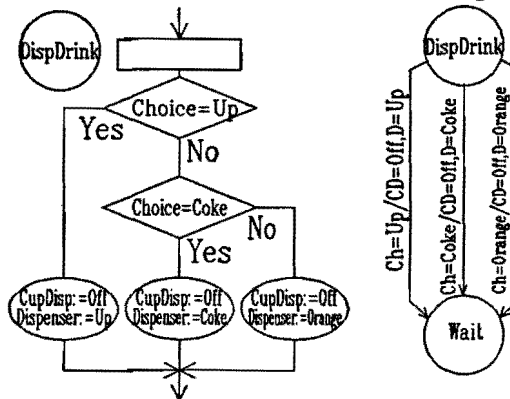 DispDrink
Choice=Up
Yes
No
Choice=Coke
No
Yes
CupDisp:=Off
Dispenser:=Up
CupDisp:=Off
Dispenser:=Coke
CupDisp:=Off
Dispenser:=Orange
DispDrink
Ch=Up/CD=Off,D=Up
Ch=Coke/CD=Off,D=Coke
Ch=Orange/CD=Off,D=Orange
Wait